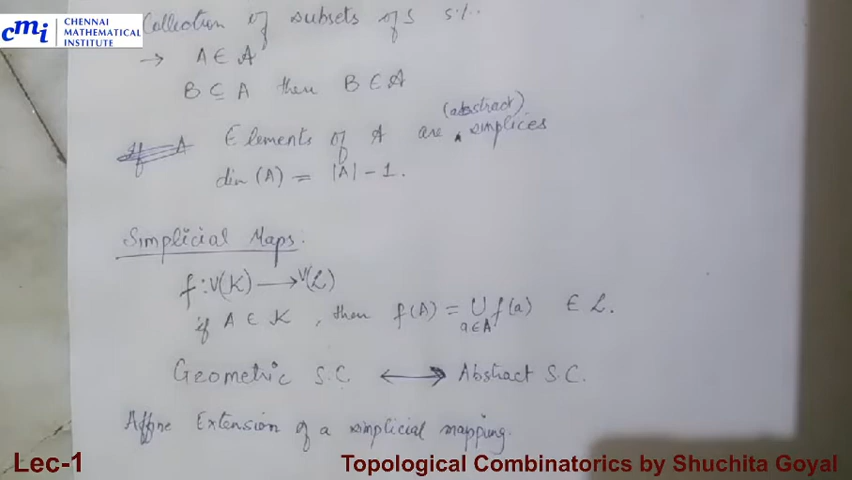 cmi CHENNAI MATHEMATICAL INSTITUTE
Collection of subsets of S s.t.
→ A ∈ 𝒜
B ⊆ A then B ∈ 𝒜
(abstract)
A Elements of 𝒜 are ∧ simplices
dim (A) = |A| - 1.
Simplicial Maps.
f : V(K) → V(L)
if A ∈ K , then f(A) = ∪ f(a) ∈ L.
a∈A
Geometric S.C. ↔ Abstract S.C.
Affine Extension of a simplicial mapping.
Lec-1 Topological Combinatorics by Shuchita Goyal